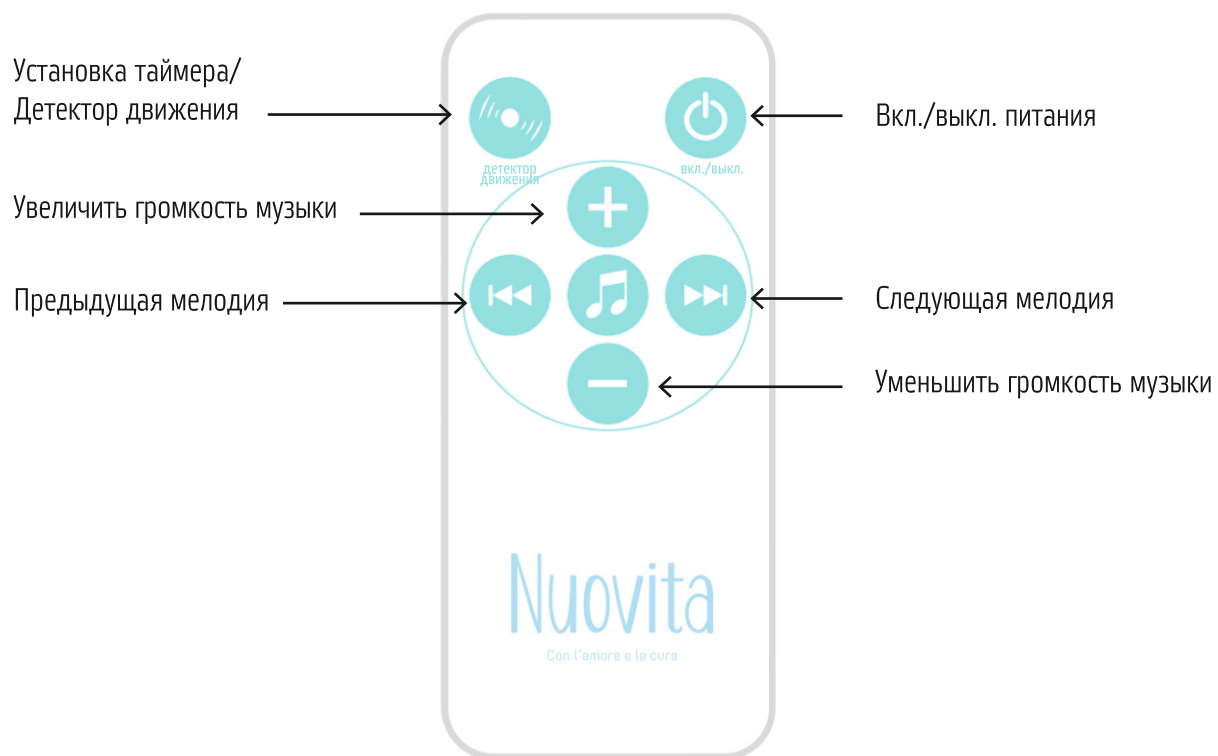 Установка таймера/
Детектор движения
Вкл./выкл. питания
детектор
движения
вкл./выкл.
Увеличить громкость музыки
Предыдущая мелодия
Следующая мелодия
Уменьшить громкость музыки
Nuovita
Con l'amore e la cura